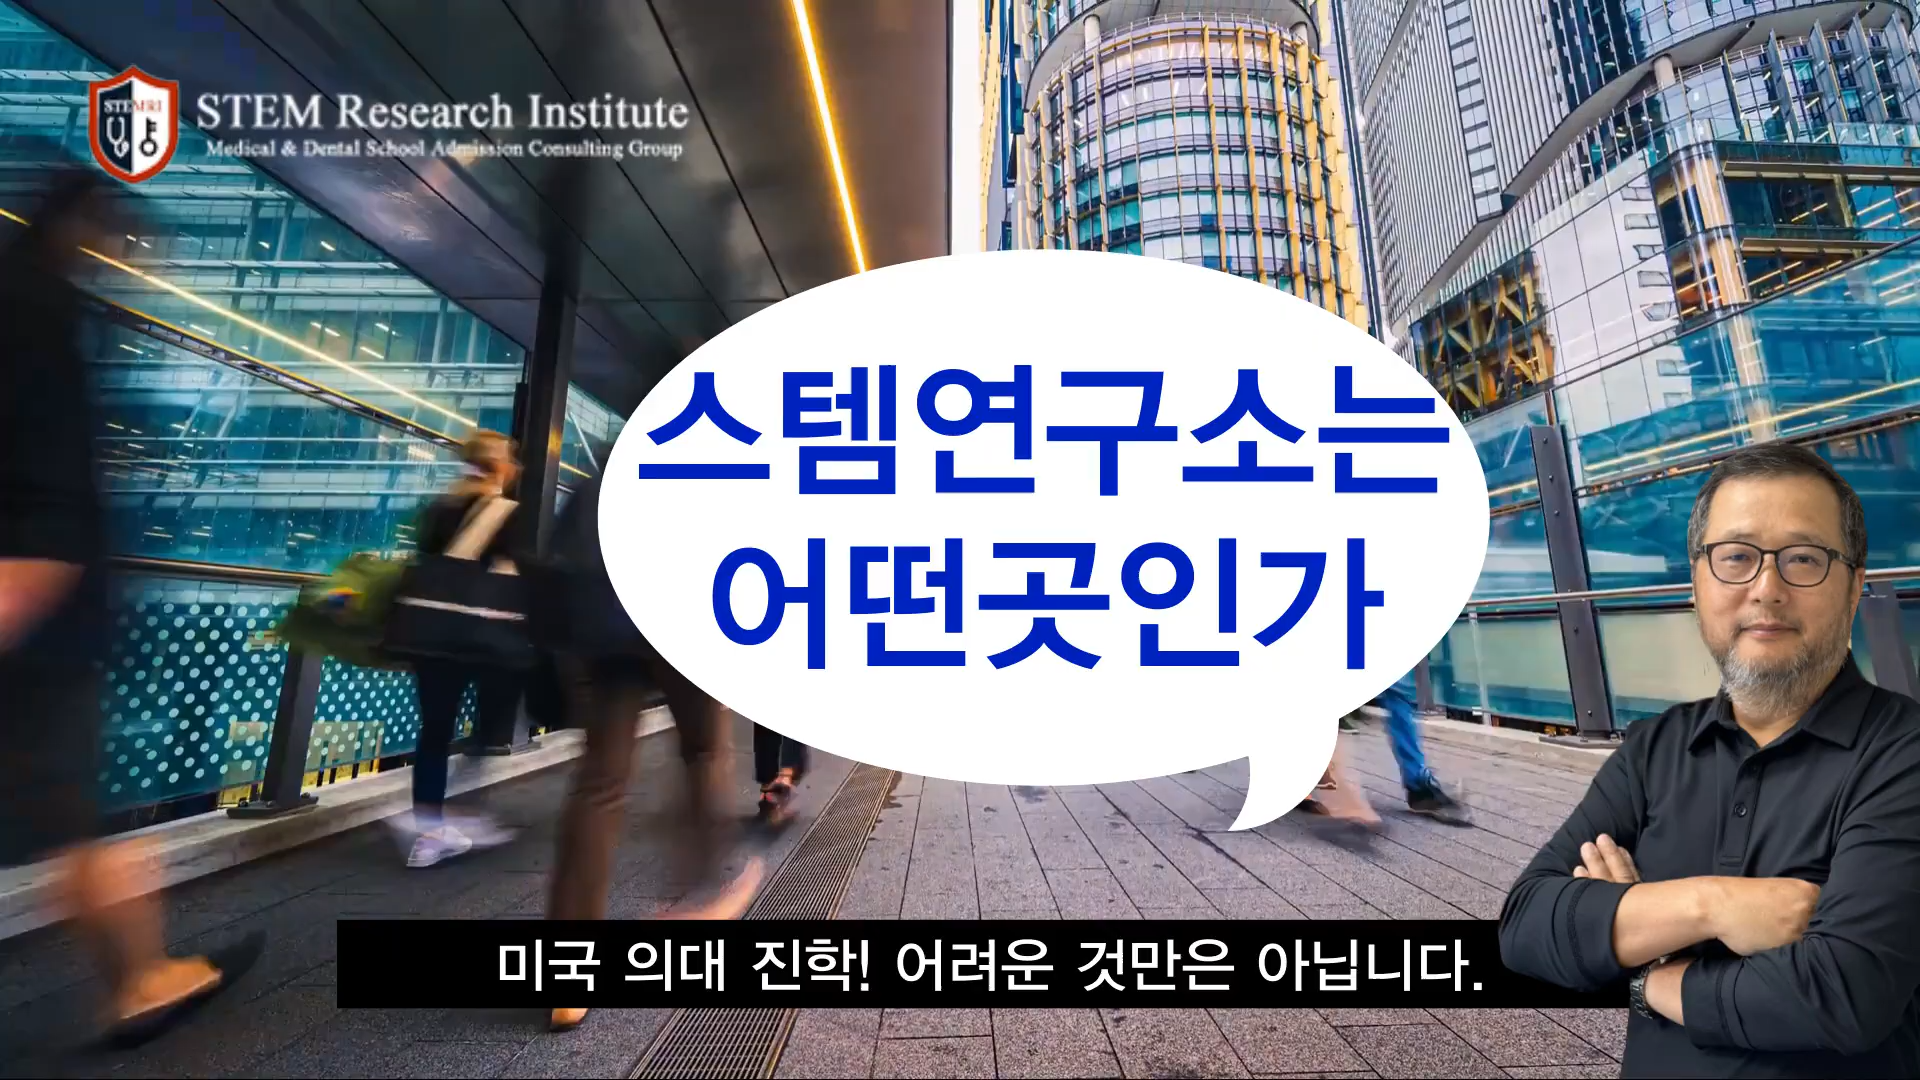 STEMRI
STEM Research Institute
Medical & Dental School Admission Consulting Group
스템연구소는
어떤곳인가
미국 의대 진학! 어려운 것만은 아닙니다.